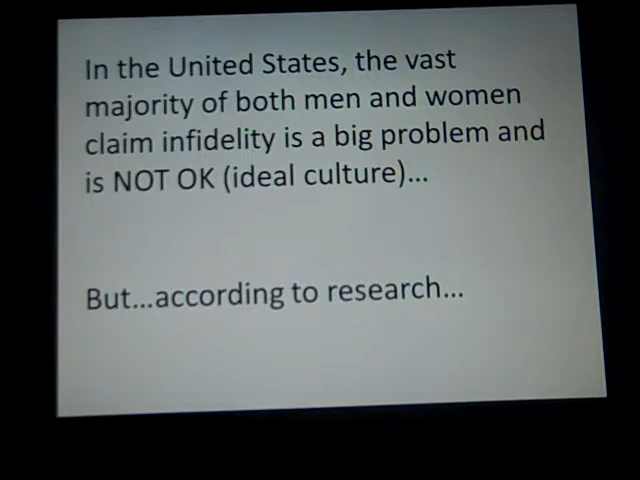 In the United States, the vast
majority of both men and women
claim infidelity is a big problem and
is NOT OK (ideal culture)...
But...according to research...